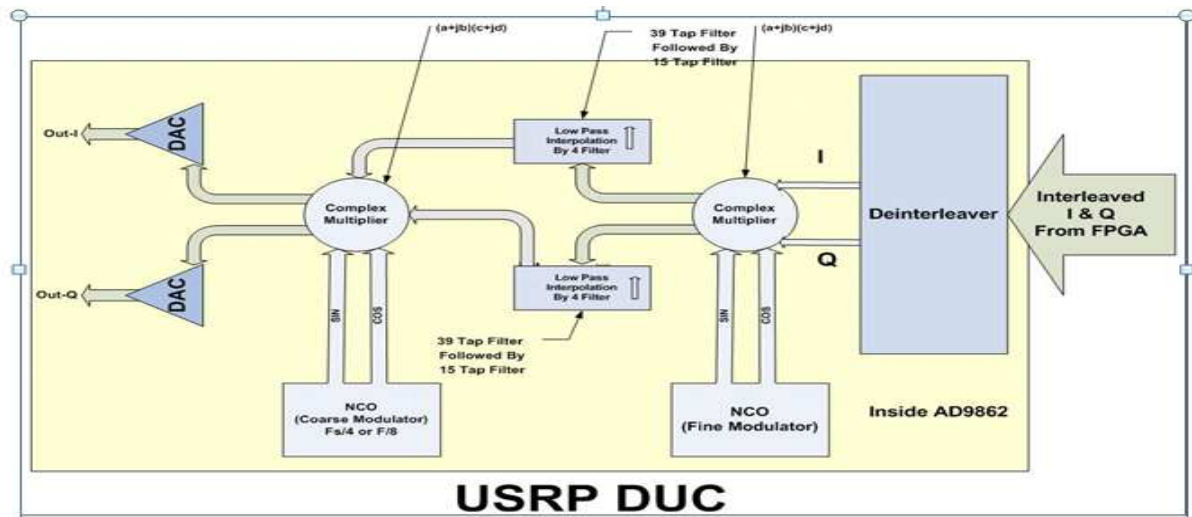 (a+jb)(c+jd)
39 Tap Filter
Followed By
15 Tap Filter
(a+jb)(c+jd)
Out-I
DAC
Low Pass
Interpolation
By 4 Filter
I
Complex
Multiplier
Complex
Multiplier
Deinterleaver
Interleaved
I & Q
From FPGA
Q
Out-Q
DAC
Low Pass
Interpolation
By 4 Filter
SIN
COS
SIN
COS
39 Tap Filter
Followed By
15 Tap Filter
NCO
(Coarse Modulator)
Fs/4 or F/8
NCO
(Fine Modulator)
Inside AD9862
USRP DUC